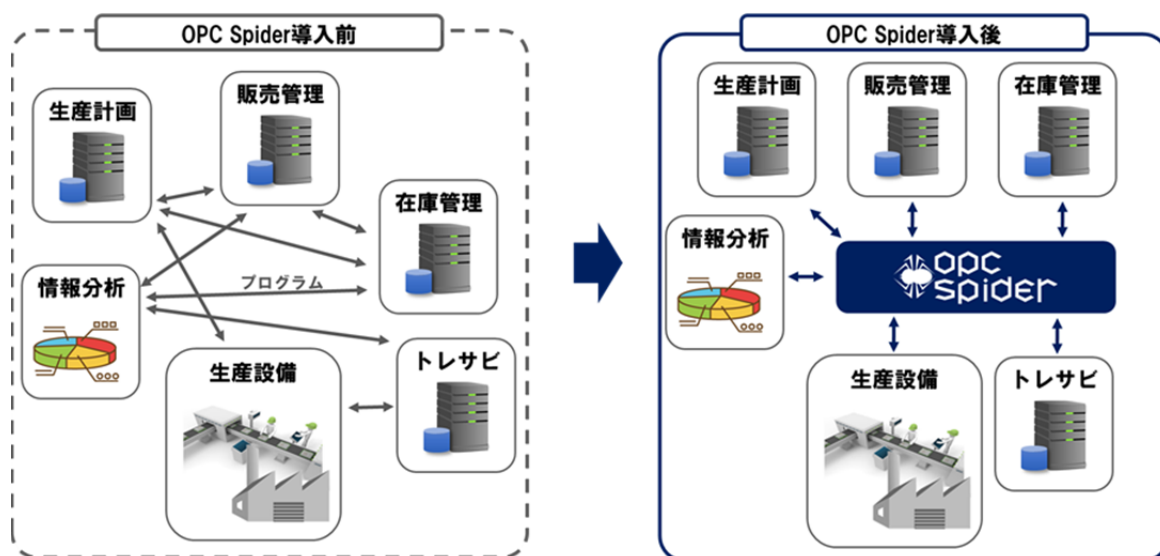 OPC Spider導入前
生産計画
販売管理
在庫管理
情報分析
プログラム
生産設備
トレサビ
OPC Spider導入後
生産計画
販売管理
在庫管理
情報分析
opc
spider
生産設備
トレサビ